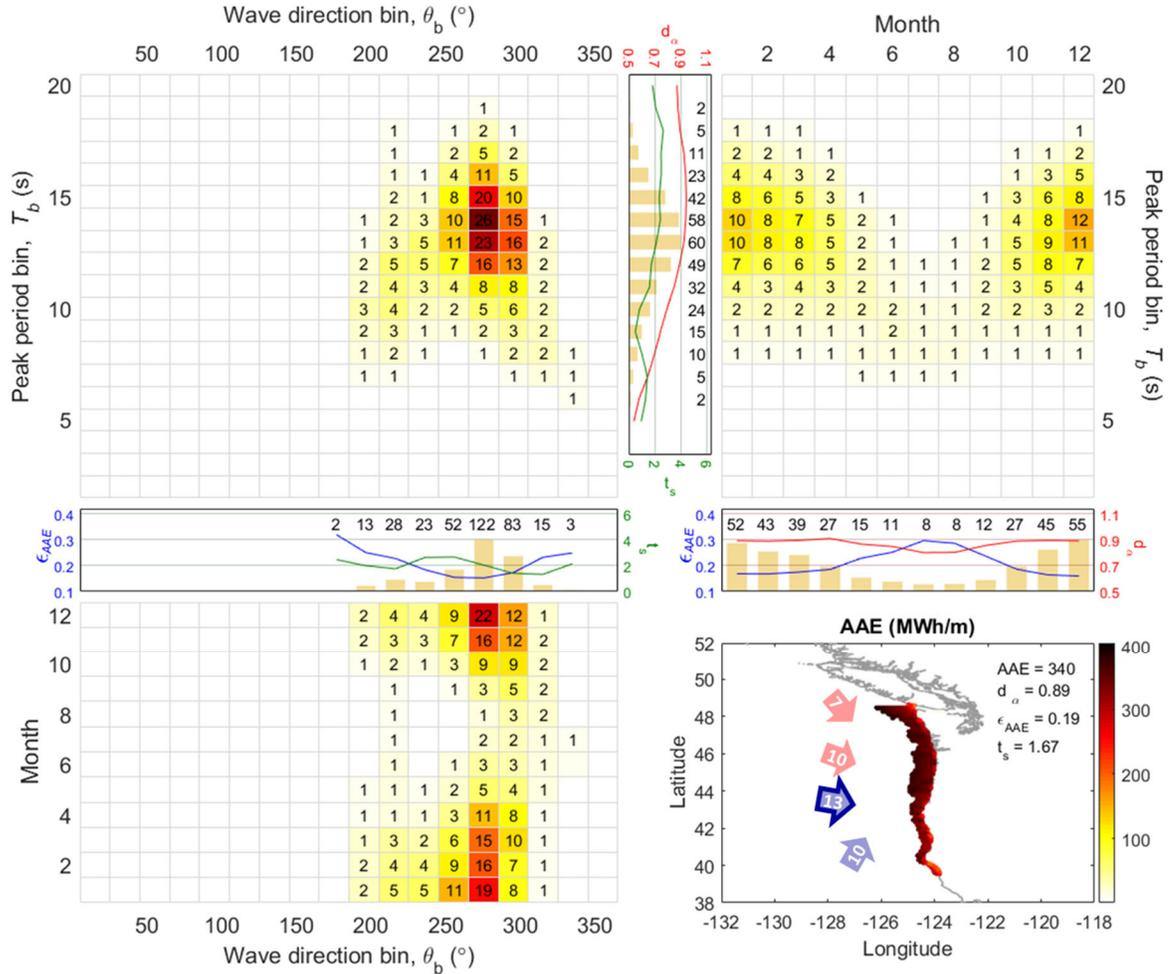 Wave direction bin, θb (°)
50 100 150 200 250 300 350
Peak period bin, Tb (s)
20
15
10
5
1
1 1 2 1
1 2 5 2
1 1 4 11 5
2 1 8 20 10
1 2 3 10 26 15 1
1 3 5 11 23 16 2
2 5 5 7 16 13 2
2 4 3 4 8 8 2
3 4 2 2 5 6 2
2 3 1 1 2 3 2
1 2 1 1 2 2 1
1 1 1 1 1
1
dα
0.5 0.7 0.9 1.1
2
5
11
23
42
58
60
49
32
24
15
10
5
2
0 2 4 6
ts
Month
2 4 6 8 10 12
1 1 1 1
2 2 1 1 1 1 2
4 4 3 2 1 3 5
8 6 5 3 1 1 3 6 8
10 8 7 5 2 1 1 4 8 12
10 8 8 5 2 1 1 1 5 9 11
7 6 6 5 2 1 1 1 2 5 8 7
4 3 4 3 2 1 1 1 2 3 5 4
2 2 2 2 2 2 1 1 2 2 3 2
1 1 1 1 1 2 1 1 1 1 1 1
1 1 1 1 1 1 1 1 1 1 1 1
1 1 1 1
20
15
10
5
Peak period bin, Tb (s)
ϵAAE
0.4
0.3
0.2
0.1
2 13 28 23 52 122 83 15 3
6
4
2
0
ts
ϵAAE
0.4
0.3
0.2
0.1
52 43 39 27 15 11 8 8 12 27 45 55
1.1
0.9
0.7
0.5
dα
Month
12
10
8
6
4
2
2 4 4 9 22 12 1
2 3 3 7 16 12 2
1 2 1 3 9 9 2
1 1 3 5 2
1 1 3 2
1 2 2 1 1
1 1 3 3 1
1 1 1 2 5 4 1
1 1 1 3 11 8 1
1 3 2 6 15 10 1
2 4 4 9 16 7 1
2 5 5 11 19 8 1
50 100 150 200 250 300 350
Wave direction bin, θb (°)
AAE (MWh/m)
Latitude
52
50
48
46
44
42
40
38
AAE = 340
dα = 0.89
ϵAAE = 0.19
ts = 1.67
7
10
13
10
400
300
200
100
-132 -130 -128 -126 -124 -122 -120 -118
Longitude